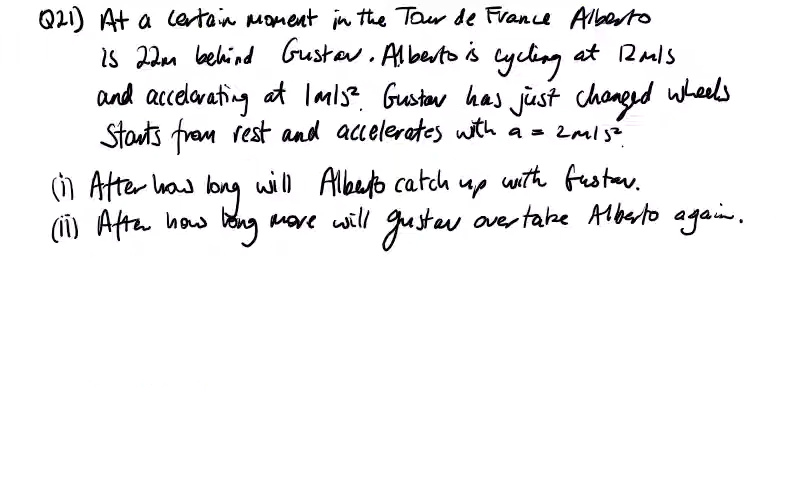 Q21) At a certain moment in the Tour de France Alberto
is 22m behind Gustav. Alberto is cycling at 12m/s
and accelarating at 1m/s². Gustav has just changed wheels
Starts from rest and accelerates with a = 2m/s².
(i) After how long will Alberto catch up with Gustav.
(ii) After how long more will gustav overtake Alberto again.